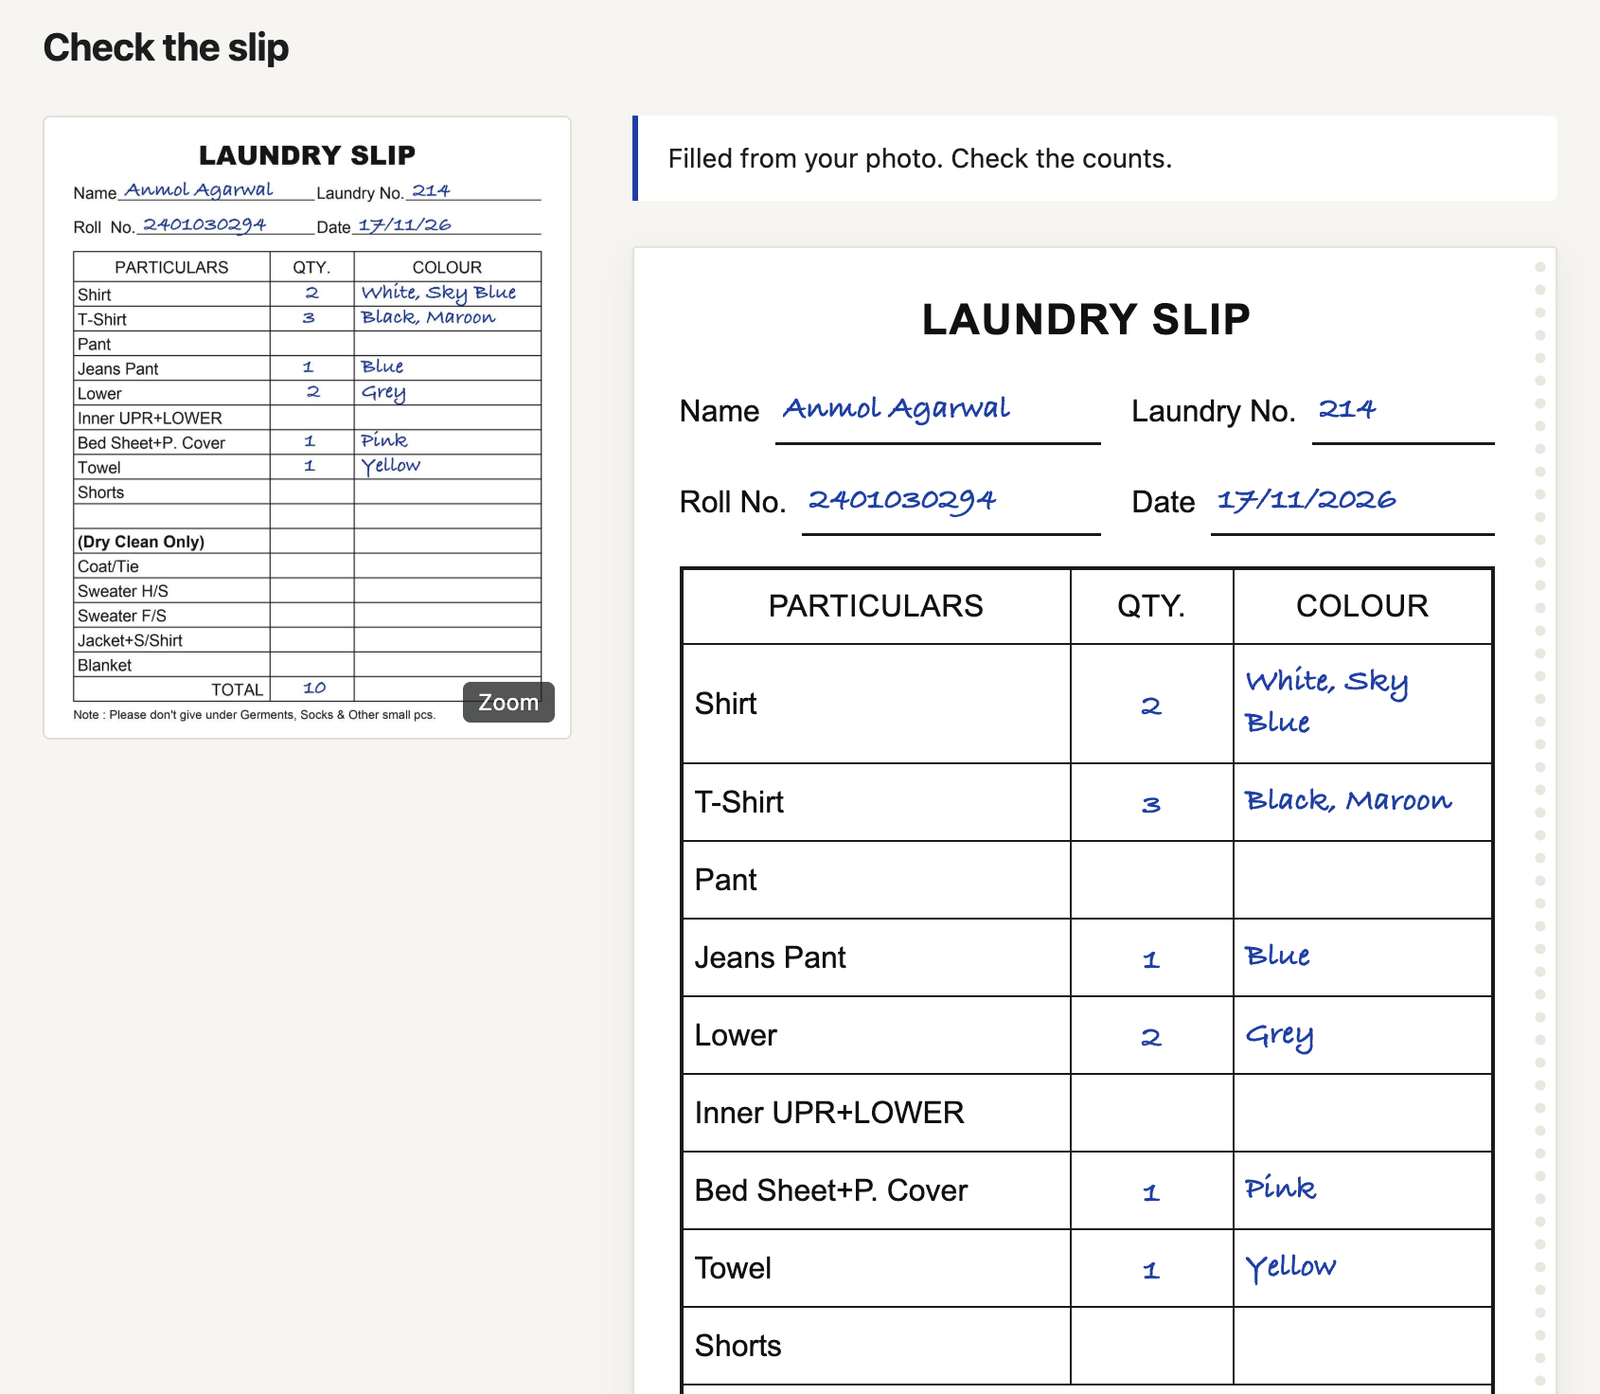 Check the slip
LAUNDRY SLIP
Name Anmol Agarwal Laundry No. 214
Roll No. 2401030294 Date 17/11/26
PARTICULARS QTY. COLOUR
Shirt 2 White, Sky Blue
T-Shirt 3 Black, Maroon
Pant
Jeans Pant 1 Blue
Lower 2 Grey
Inner UPR+LOWER
Bed Sheet+P. Cover 1 Pink
Towel 1 Yellow
Shorts
(Dry Clean Only)
Coat/Tie
Sweater H/S
Sweater F/S
Jacket+S/Shirt
Blanket
TOTAL 10
Note : Please don't give under Germents, Socks & Other small pcs.
Zoom
Filled from your photo. Check the counts.
LAUNDRY SLIP
Name Anmol Agarwal Laundry No. 214
Roll No. 2401030294 Date 17/11/2026
PARTICULARS QTY. COLOUR
Shirt 2 White, Sky
Blue
T-Shirt 3 Black, Maroon
Pant
Jeans Pant 1 Blue
Lower 2 Grey
Inner UPR+LOWER
Bed Sheet+P. Cover 1 Pink
Towel 1 Yellow
Shorts